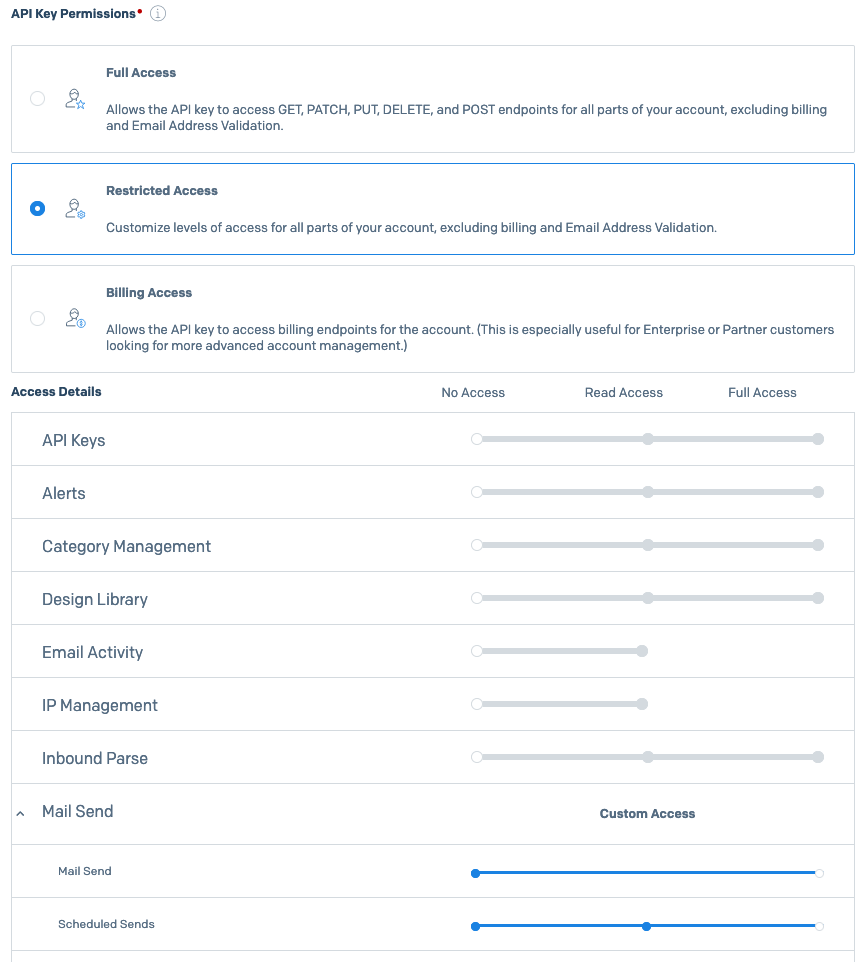 API Key Permissions•
Full Access
Allows the API key to access GET, PATCH, PUT, DELETE, and POST endpoints for all parts of your account, excluding billing
and Email Address Validation.
Restricted Access
Customize levels of access for all parts of your account, excluding billing and Email Address Validation.
Billing Access
Allows the API key to access billing endpoints for the account. (This is especially useful for Enterprise or Partner customers
looking for more advanced account management.)
Access Details No Access Read Access Full Access
API Keys
Alerts
Category Management
Design Library
Email Activity
IP Management
Inbound Parse
Mail Send Custom Access
Mail Send
Scheduled Sends